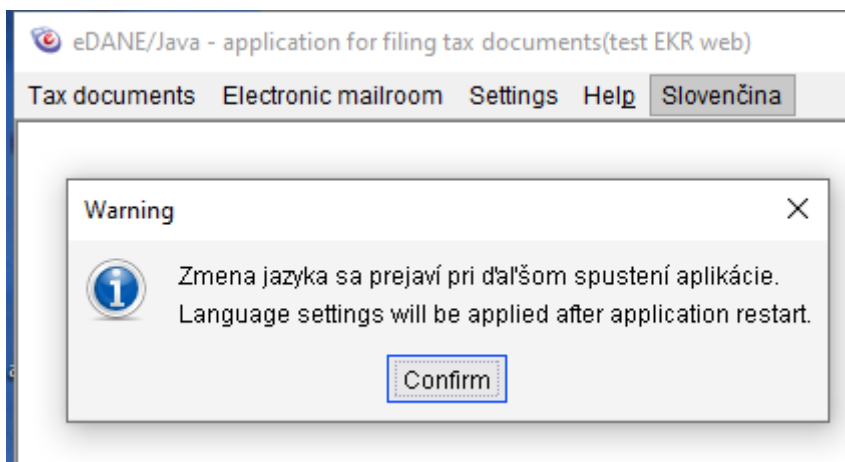 eDANE/Java - application for filing tax documents(test EKR web)
Tax documents Electronic mailroom Settings Help Slovenčina
Warning
Zmena jazyka sa prejaví pri ďaľšom spustení aplikácie.
Language settings will be applied after application restart.
Confirm